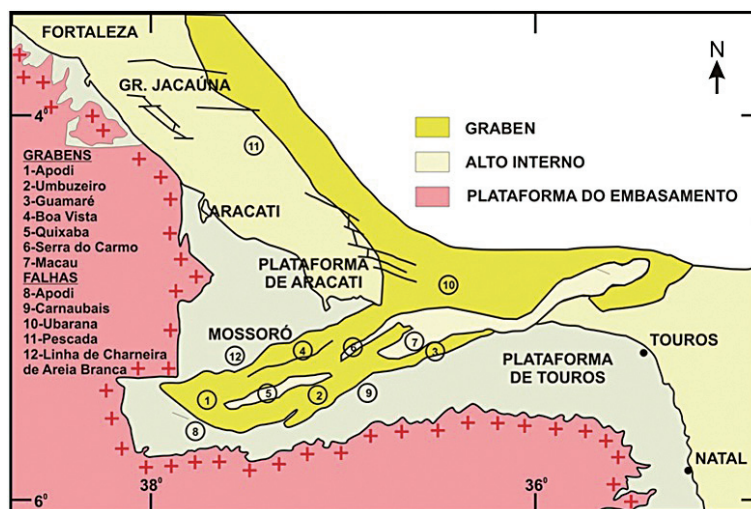 FORTALEZA
GR. JACAÚNA
N
4⁰
11
GRABEN
ALTO INTERNO
PLATAFORMA DO EMBASAMENTO
GRABENS
1-Apodi
2-Umbuzeiro
3-Guamaré
4-Boa Vista
5-Quixaba
6-Serra do Carmo
7-Macau
FALHAS
8-Apodi
9-Carnaubais
10-Ubarana
11-Pescada
12-Linha de Charneira
de Areia Branca
ARACATI
PLATAFORMA
DE ARACATI
10
MOSSORÓ
12
4
6
7
3
TOUROS
PLATAFORMA
DE TOUROS
1
5
2
9
8
NATAL
6⁰
38
36⁰